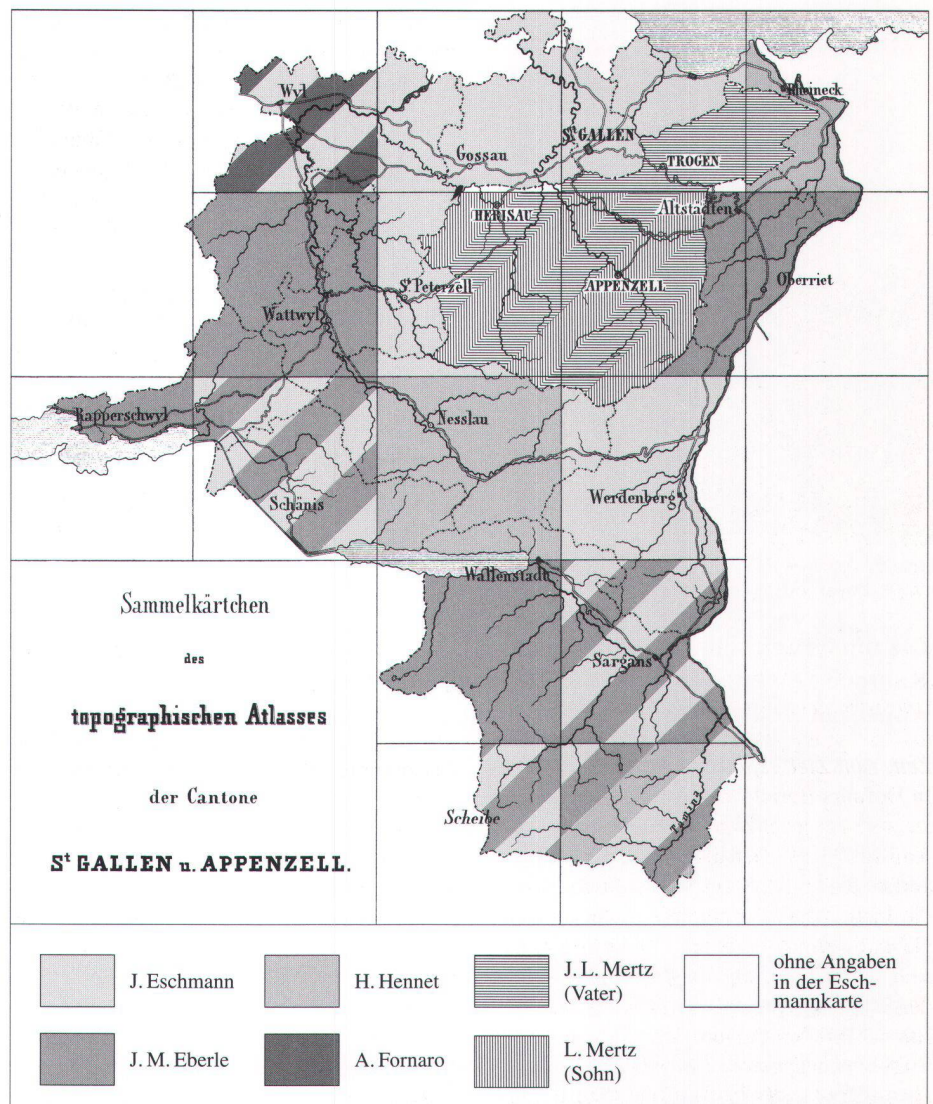 Wyl
Rheineck
St GALLEN
Gossau
TROGEN
HERISAU
Altstädten
St Peterzell
APPENZELL
Oberriet
Wattwyl
Rapperschwyl
Nesslau
Schänis
Werdenberg
Wallenstadt
Sargans
Scheibe
Tamina
Sammelkärtchen
des
topographischen Atlasses
der Cantone
St GALLEN u. APPENZELL.
J. Eschmann
H. Hennet
J. L. Mertz
(Vater)
ohne Angaben
in der Esch-
mannkarte
J. M. Eberle
A. Fornaro
L. Mertz
(Sohn)